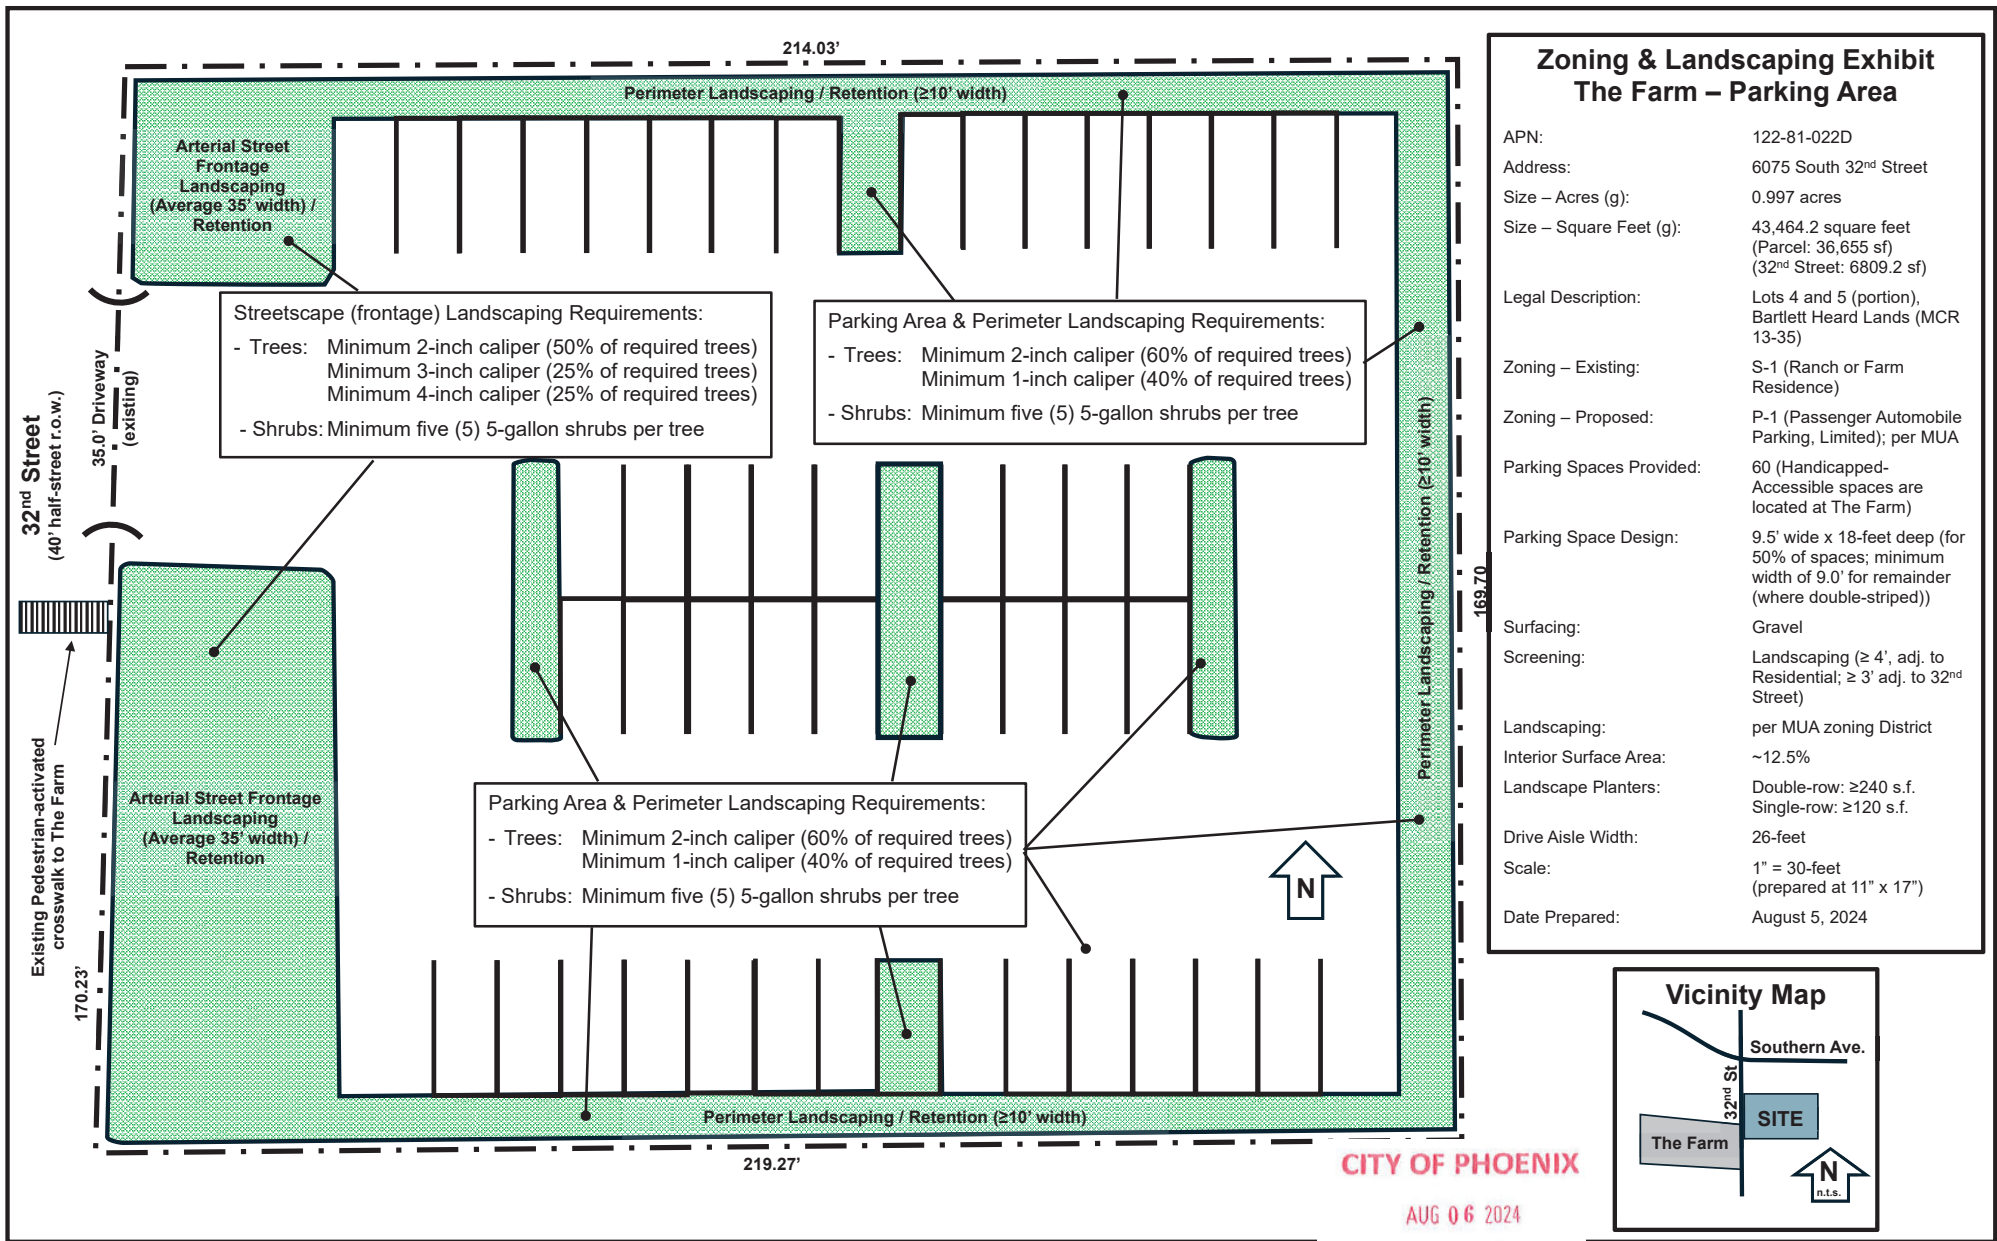 214.03’
Perimeter Landscaping / Retention (≥10’ width)
Arterial Street
Frontage
Landscaping
(Average 35’ width) /
Retention
Streetscape (frontage) Landscaping Requirements:
- Trees: Minimum 2-inch caliper (50% of required trees)
Minimum 3-inch caliper (25% of required trees)
Minimum 4-inch caliper (25% of required trees)
- Shrubs: Minimum five (5) 5-gallon shrubs per tree
Parking Area & Perimeter Landscaping Requirements:
- Trees: Minimum 2-inch caliper (60% of required trees)
Minimum 1-inch caliper (40% of required trees)
- Shrubs: Minimum five (5) 5-gallon shrubs per tree
32nd Street
(40’ half-street r.o.w.)
35.0’ Driveway
(existing)
Existing Pedestrian-activated
crosswalk to The Farm
170.23’
Arterial Street Frontage
Landscaping
(Average 35’ width) /
Retention
Parking Area & Perimeter Landscaping Requirements:
- Trees: Minimum 2-inch caliper (60% of required trees)
Minimum 1-inch caliper (40% of required trees)
- Shrubs: Minimum five (5) 5-gallon shrubs per tree
N
Perimeter Landscaping / Retention (≥10’ width)
169.70
Perimeter Landscaping / Retention (≥10’ width)
219.27’
Zoning & Landscaping Exhibit
The Farm – Parking Area
APN: 122-81-022D
Address: 6075 South 32nd Street
Size – Acres (g): 0.997 acres
Size – Square Feet (g): 43,464.2 square feet
(Parcel: 36,655 sf)
(32nd Street: 6809.2 sf)
Legal Description: Lots 4 and 5 (portion),
Bartlett Heard Lands (MCR
13-35)
Zoning – Existing: S-1 (Ranch or Farm
Residence)
Zoning – Proposed: P-1 (Passenger Automobile
Parking, Limited); per MUA
Parking Spaces Provided: 60 (Handicapped-
Accessible spaces are
located at The Farm)
Parking Space Design: 9.5’ wide x 18-feet deep (for
50% of spaces; minimum
width of 9.0’ for remainder
(where double-striped))
Surfacing: Gravel
Screening: Landscaping (≥ 4’, adj. to
Residential; ≥ 3’ adj. to 32nd
Street)
Landscaping: per MUA zoning District
Interior Surface Area: ~12.5%
Landscape Planters: Double-row: ≥240 s.f.
Single-row: ≥120 s.f.
Drive Aisle Width: 26-feet
Scale: 1” = 30-feet
(prepared at 11” x 17”)
Date Prepared: August 5, 2024
Vicinity Map
Southern Ave.
32nd St
SITE
The Farm
N
n.t.s.
CITY OF PHOENIX
AUG 06 2024